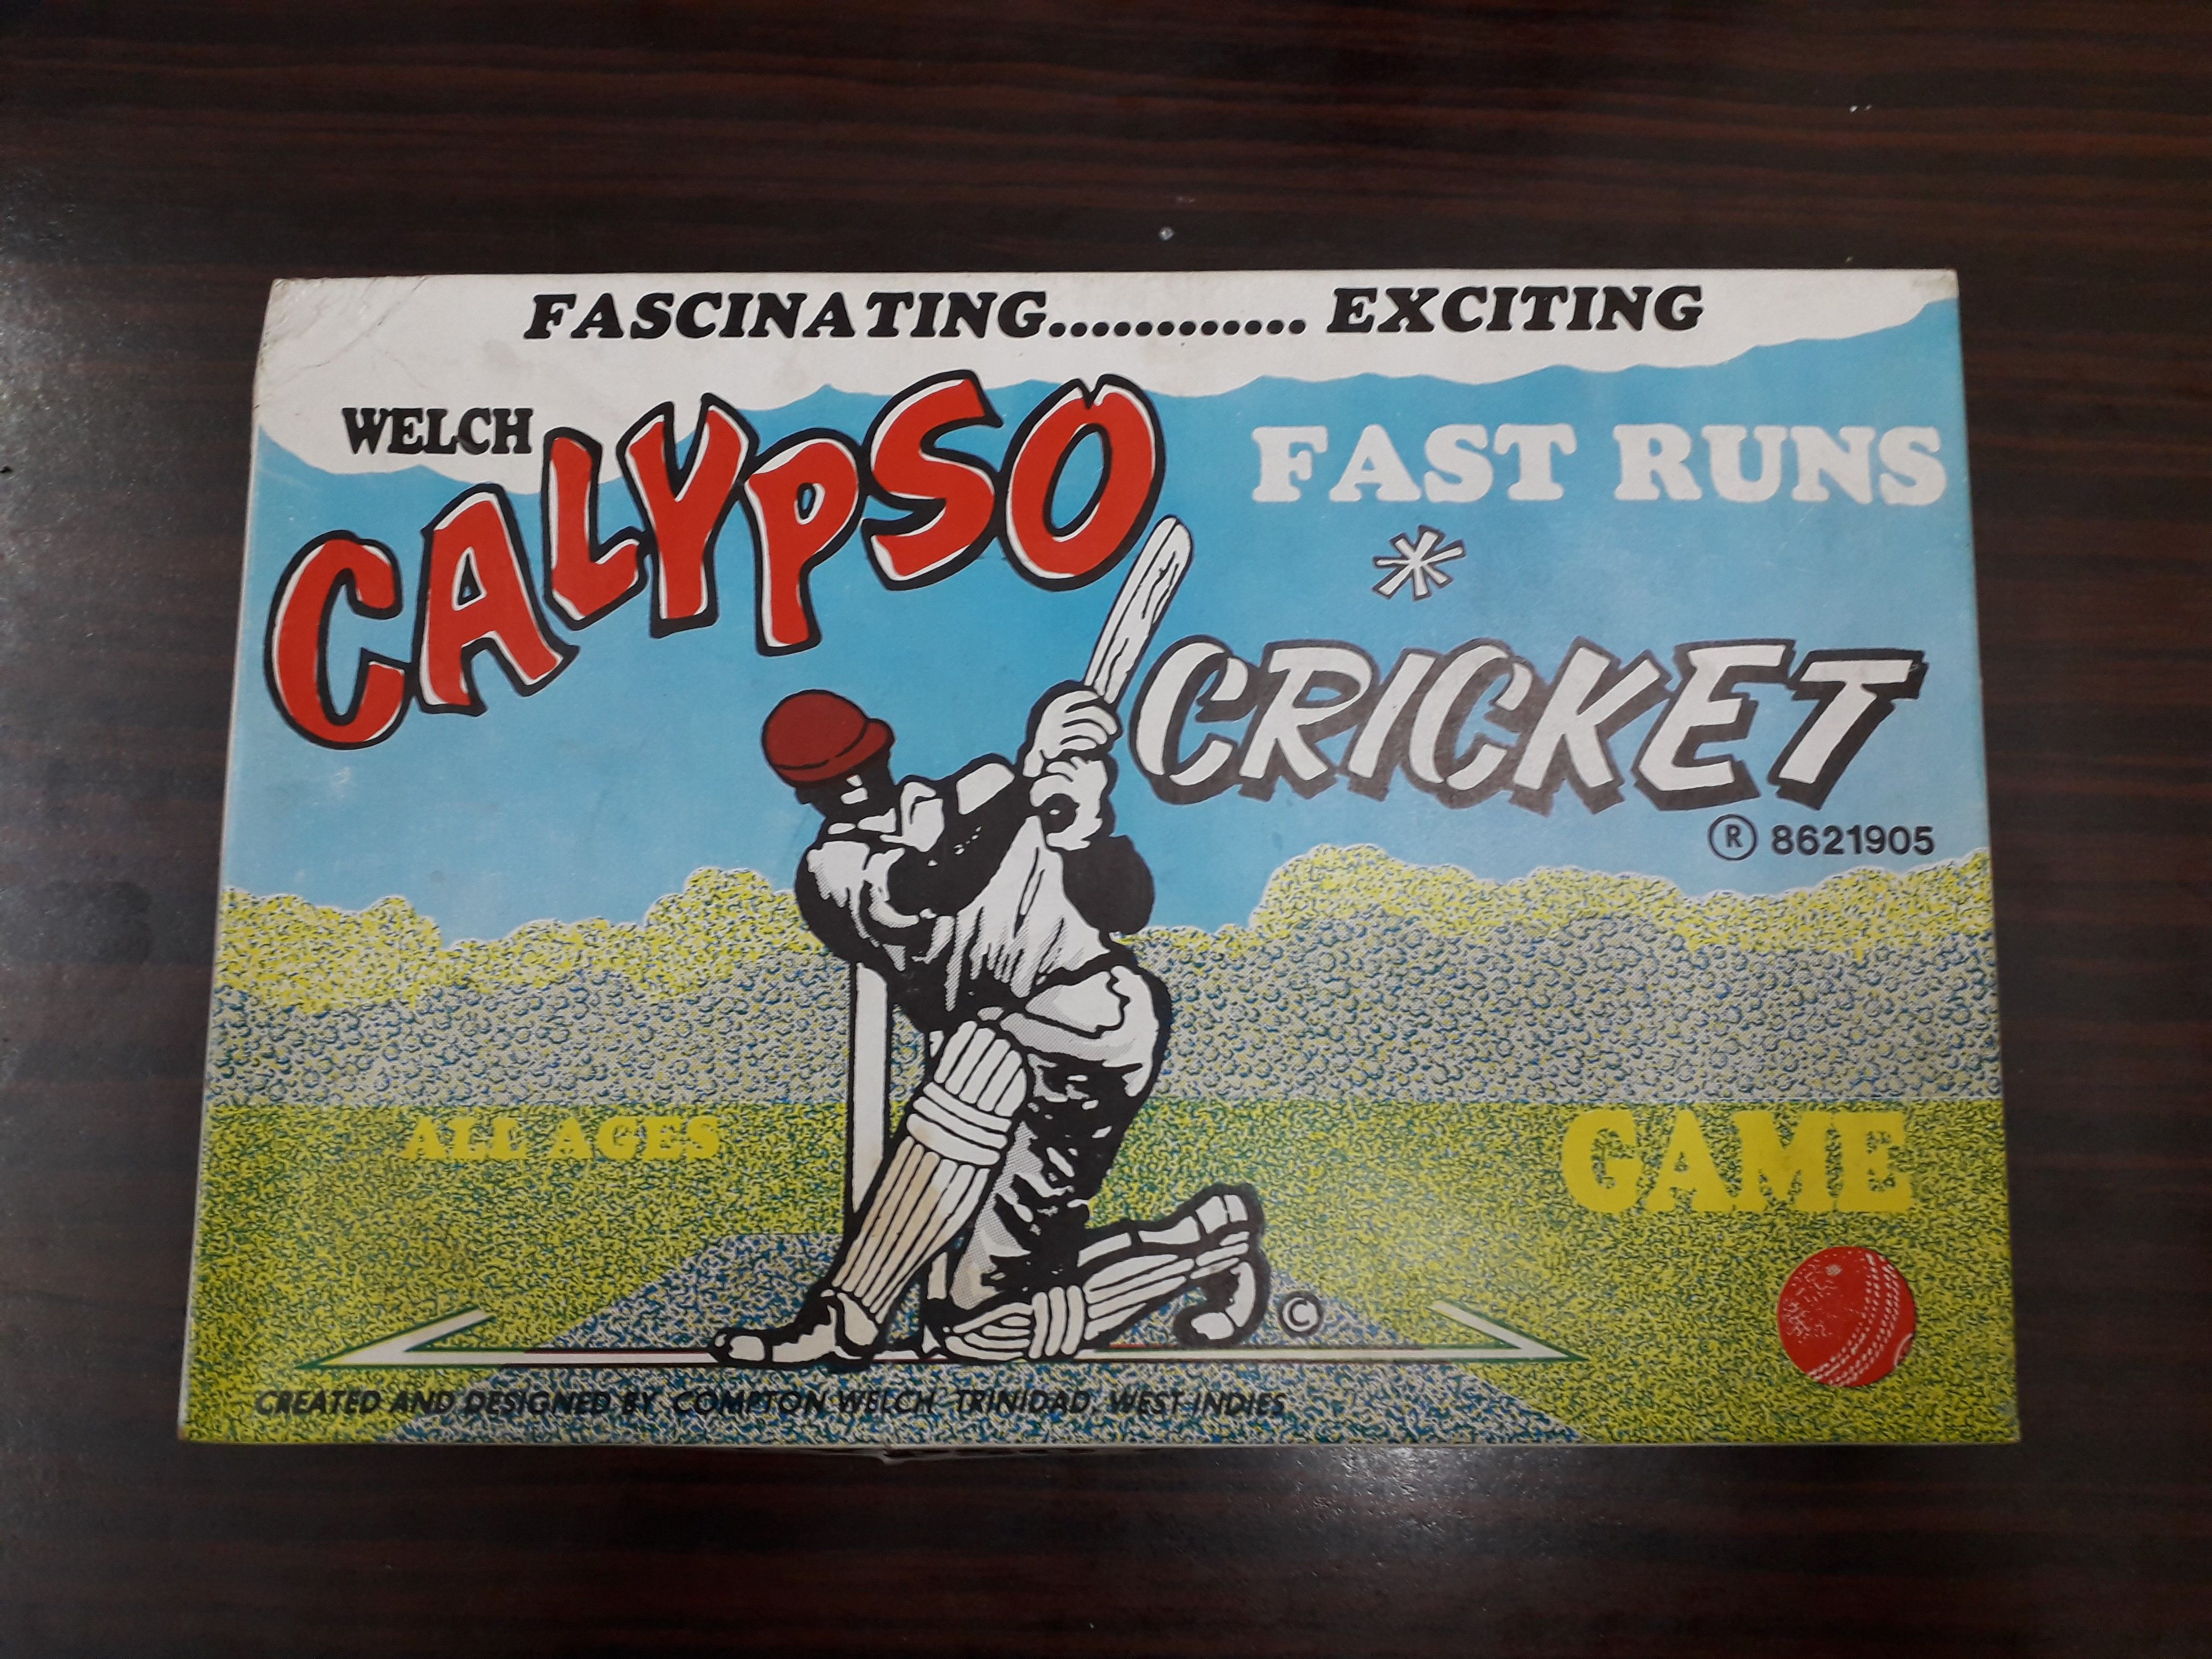 FASCINATING............ EXCITING
WELCH
CALYPSO
FAST RUNS
*
CRICKET
® 8621905
ALL AGES
GAME
©
CREATED AND DESIGNED BY COMPTON WELCH TRINIDAD, WEST INDIES